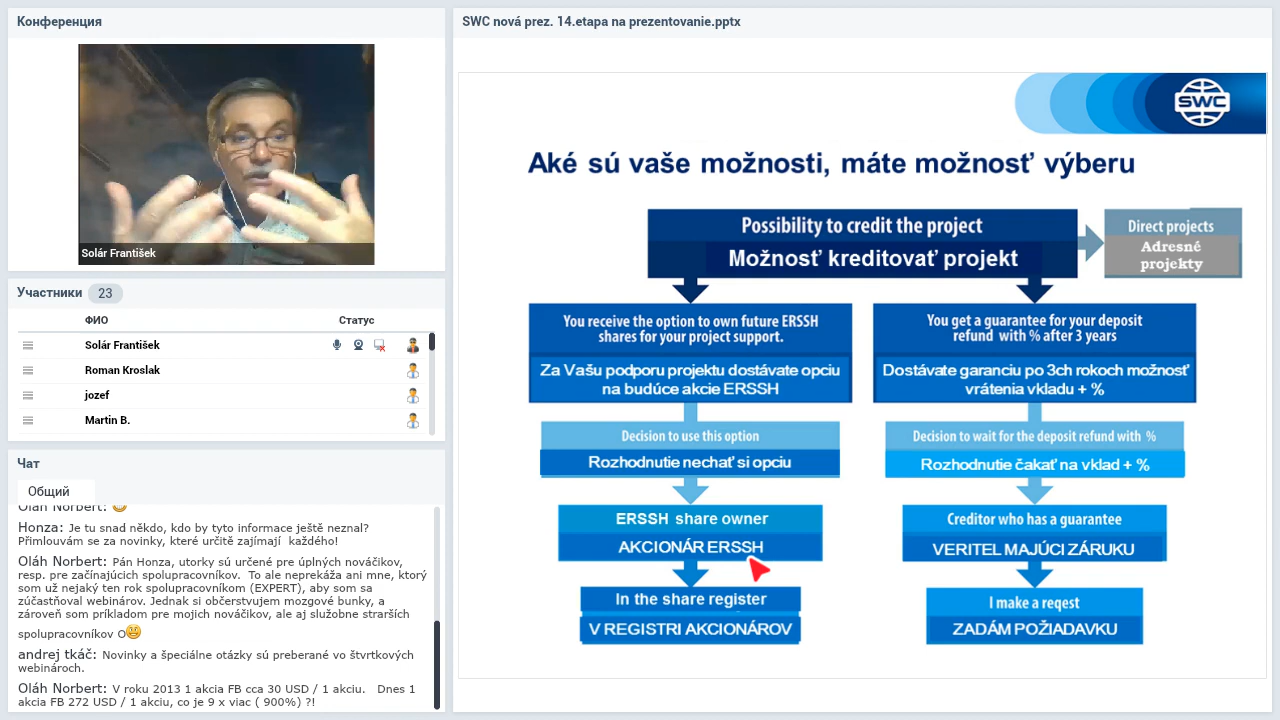 Конференция
Solár František
Участники 23
ФИО
Статус
Solár František
Roman Kroslak
jozef
Martin B.
Чат
Общий
Oláh Norbert:
Honza: Je tu snad někdo, kdo by tyto informace ještě neznal?
Přimlouvám se za novinky, které určitě zajímají každého!
Oláh Norbert: Pán Honza, utorky sú určené pre úplných nováčikov,
resp. pre začínajúcich spolupracovníkov. To ale neprekáža ani mne, ktorý
som už nejaký ten rok spolupracovníkom (EXPERT), aby som sa
zúčastňoval webinárov. Jednak si občerstvujem mozgové bunky, a
zároveň som príkladom pre mojich nováčikov, ale aj služobne strarších
spolupracovníkov O
andrej tkáč: Novinky a špeciálne otázky sú preberané vo štvrtkových
webinároch.
Oláh Norbert: V roku 2013 1 akcia FB cca 30 USD / 1 akciu. Dnes 1
akcia FB 272 USD / 1 akciu, co je 9 x viac ( 900%) ?!
SWC nová prez. 14.etapa na prezentovanie.pptx
SWC
Aké sú vaše možnosti, máte možnosť výberu
Possibility to credit the project
Možnosť kreditovať projekt
Direct projects
Adresné
projekty
You receive the option to own future ERSSH
shares for your project support.
Za Vašu podporu projektu dostávate opciu
na budúce akcie ERSSH
Decision to use this option
Rozhodnutie nechať si opciu
ERSSH share owner
AKCIONÁR ERSSH
In the share register
V REGISTRI AKCIONÁROV
You get a guarantee for your deposit
refund with % after 3 years
Dostávate garanciu po 3ch rokoch možnosť
vrátenia vkladu + %
Decision to wait for the deposit refund with %
Rozhodnutie čakať na vklad + %
Creditor who has a guarantee
VERITEL MAJÚCI ZÁRUKU
I make a reqest
ZADÁM POŽIADAVKU